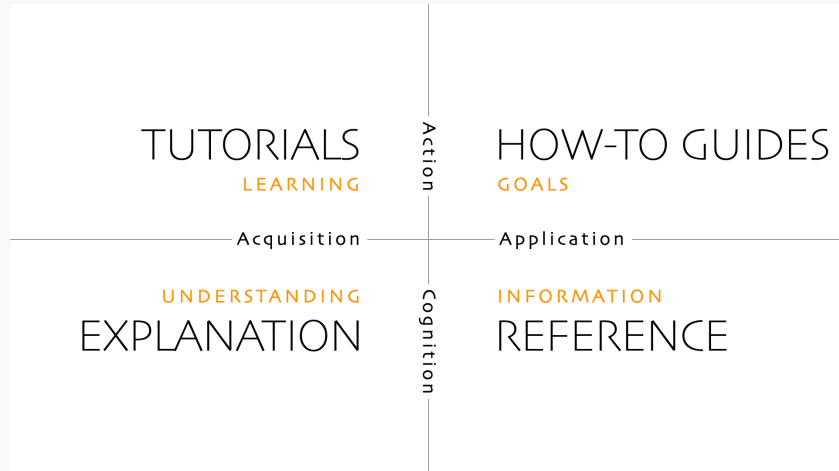 TUTORIALS
LEARNING
Action
HOW-TO GUIDES
GOALS
Acquisition
Application
UNDERSTANDING
EXPLANATION
Cognition
INFORMATION
REFERENCE